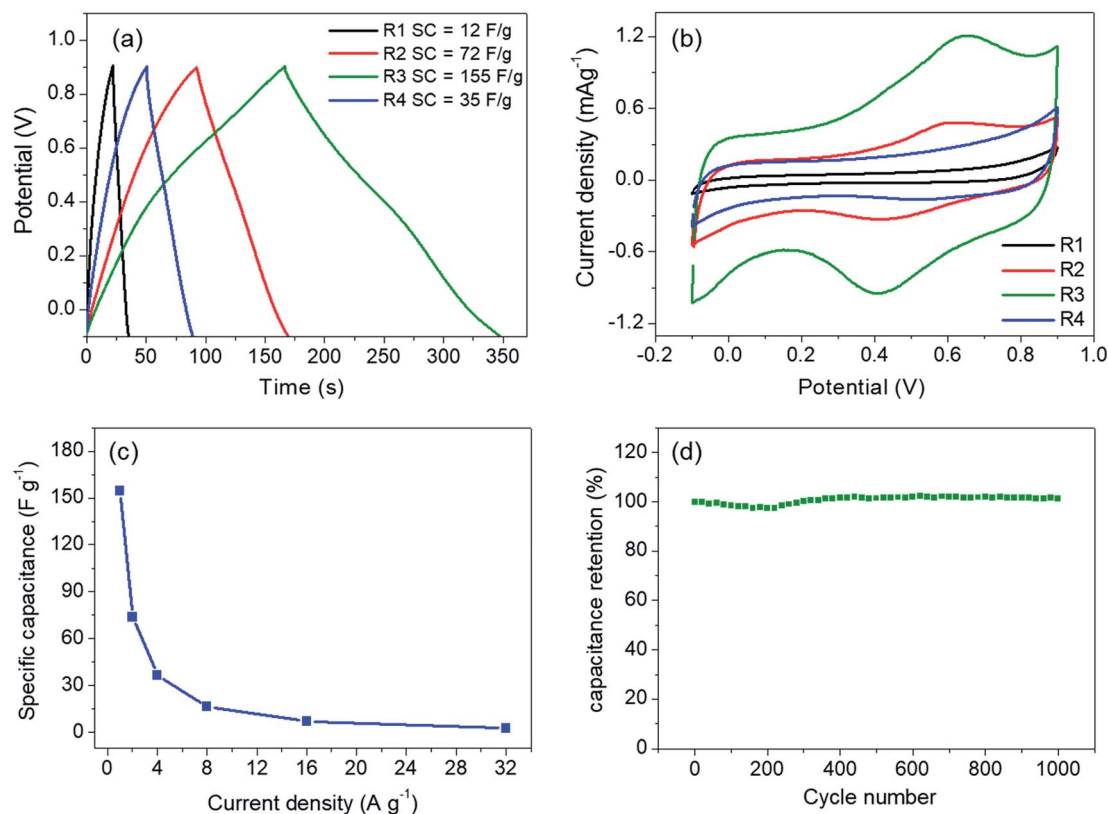 (a)
R1 SC = 12 F/g
R2 SC = 72 F/g
R3 SC = 155 F/g
R4 SC = 35 F/g
1.0
0.8
0.6
0.4
0.2
0.0
Potential (V)
0 50 100 150 200 250 300 350
Time (s)
(b)
1.2
0.6
0.0
-0.6
-1.2
Current density (mAg⁻¹)
R1
R2
R3
R4
-0.2 0.0 0.2 0.4 0.6 0.8 1.0
Potential (V)
(c)
180
150
120
90
60
30
0
Specific capacitance (F g⁻¹)
0 4 8 12 16 20 24 28 32
Current density (A g⁻¹)
(d)
120
100
80
60
40
20
0
capacitance retention (%)
0 200 400 600 800 1000
Cycle number